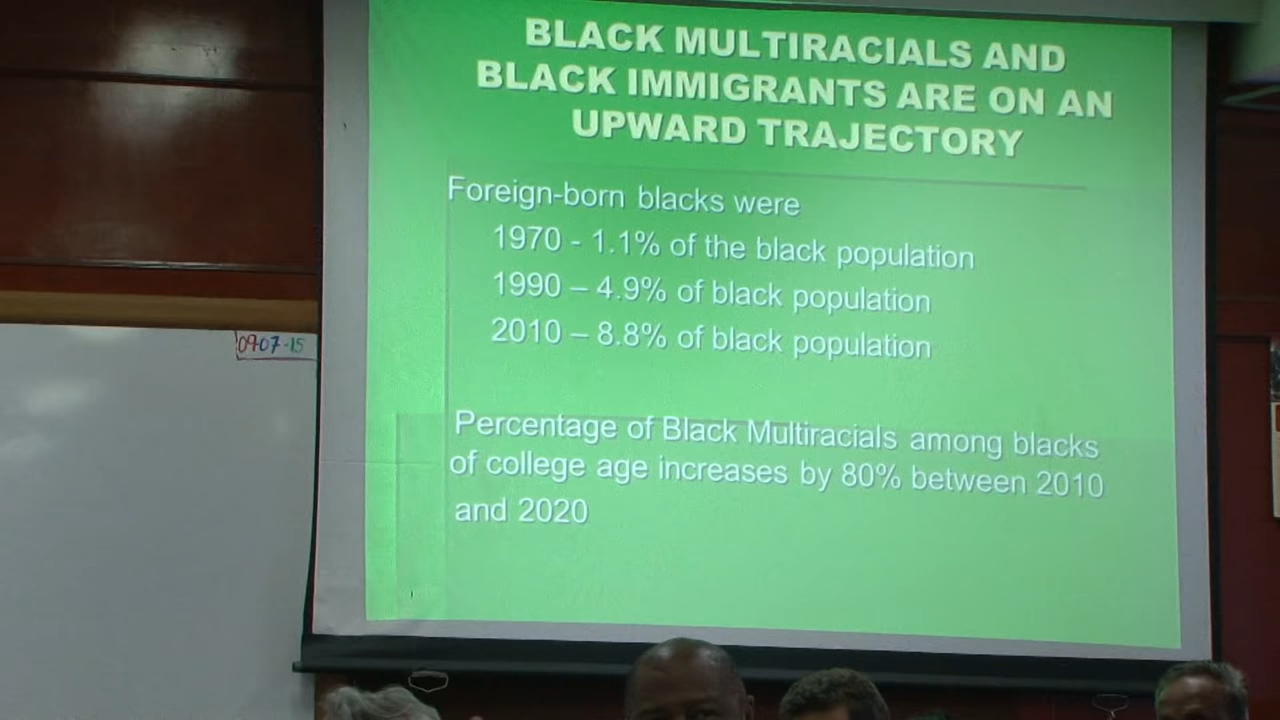 BLACK MULTIRACIALS AND
BLACK IMMIGRANTS ARE ON AN
UPWARD TRAJECTORY
Foreign-born blacks were
1970 - 1.1% of the black population
1990 – 4.9% of black population
2010 – 8.8% of black population
09-07-15
Percentage of Black Multiracials among blacks
of college age increases by 80% between 2010
and 2020